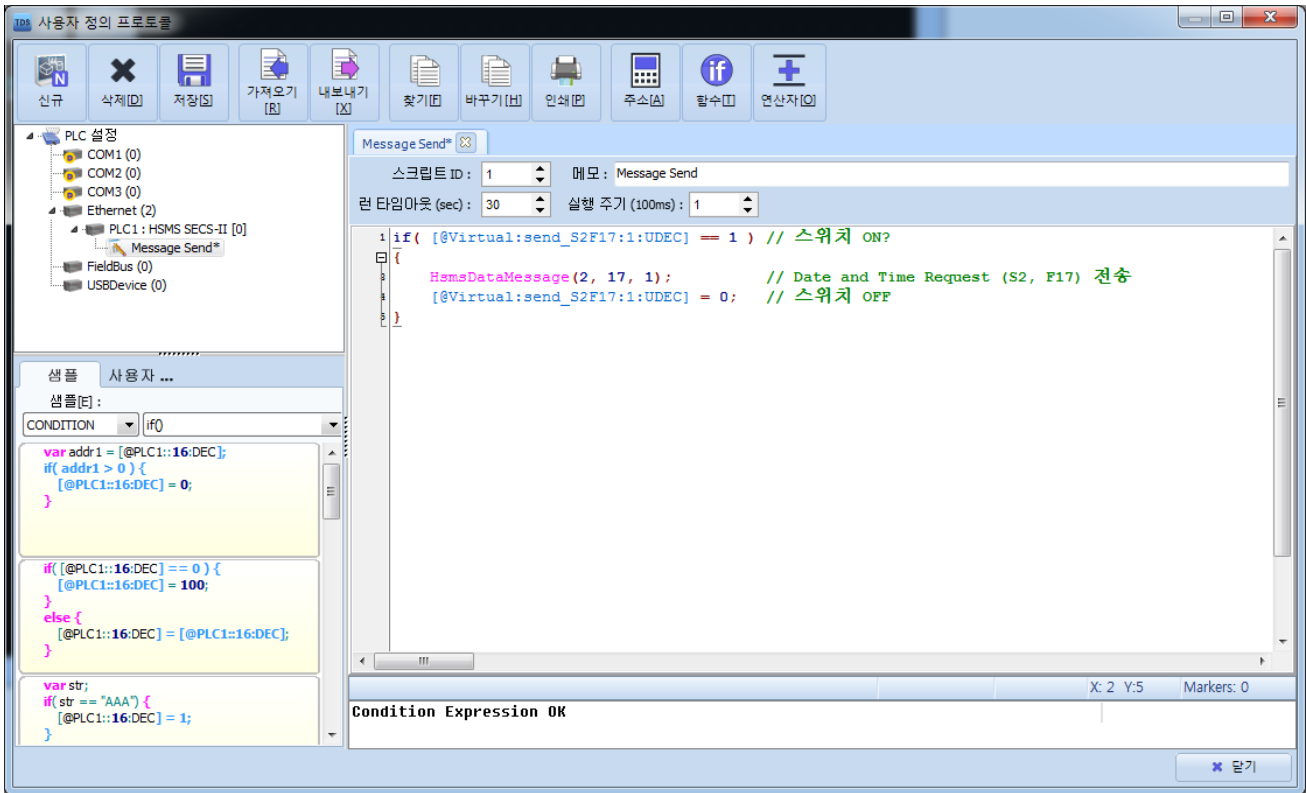 TDS 사용자 정의 프로토콜
신규 삭제[D] 저장[S] 가져오기[R] 내보내기[X] 찾기[F] 바꾸기[H] 인쇄[P] 주소[A] 함수[T] 연산자[O]
PLC 설정
COM1 (0)
COM2 (0)
COM3 (0)
Ethernet (2)
PLC1 : HSMS SECS-II [0]
Message Send*
FieldBus (0)
USBDevice (0)
샘플 사용자 ...
샘플[E] :
CONDITION if()
var addr1 = [@PLC1::16:DEC];
if( addr1 > 0 ) {
[@PLC1::16:DEC] = 0;
}
if( [@PLC1::16:DEC] == 0 ) {
[@PLC1::16:DEC] = 100;
}
else {
[@PLC1::16:DEC] = [@PLC1::16:DEC];
}
var str;
if( str == "AAA") {
[@PLC1::16:DEC] = 1;
}
Message Send*
스크립트 ID : 1 메모 : Message Send
런 타임아웃 (sec) : 30 실행 주기 (100ms) : 1
1 if( [@Virtual:send_S2F17:1:UDEC] == 1 ) // 스위치 ON?
{
3 HsmsDataMessage(2, 17, 1); // Date and Time Request (S2, F17) 전송
4 [@Virtual:send_S2F17:1:UDEC] = 0; // 스위치 OFF
5 }
X: 2 Y:5 Markers: 0
Condition Expression OK
닫기